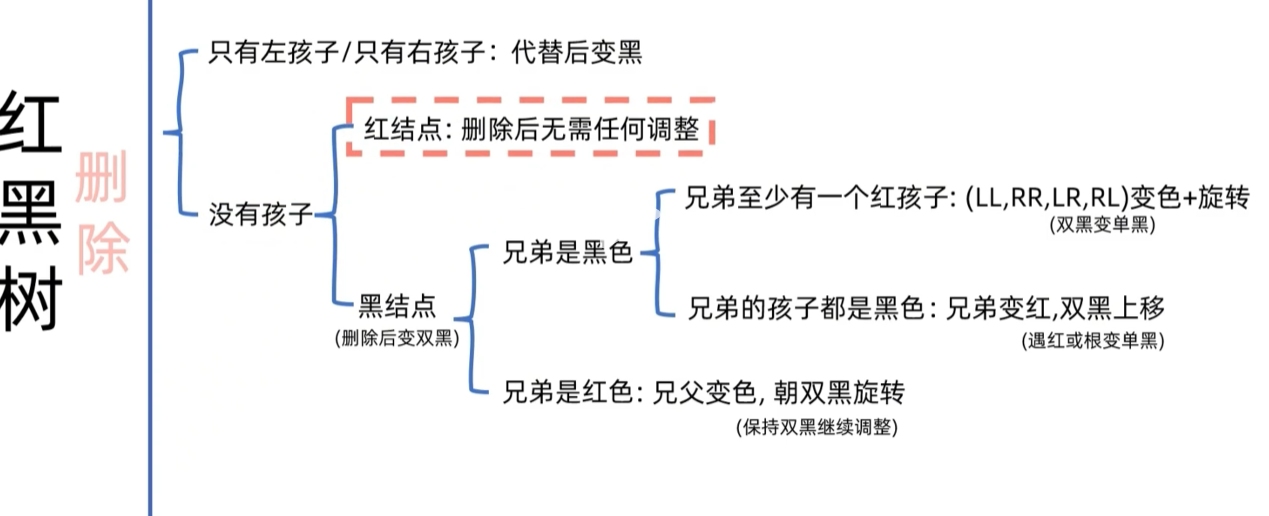 红黑树
删除
只有左孩子/只有右孩子：代替后变黑
没有孩子
红结点：删除后无需任何调整
黑结点
(删除后变双黑)
兄弟是黑色
兄弟至少有一个红孩子: (LL,RR,LR,RL)变色+旋转
(双黑变单黑)
兄弟的孩子都是黑色：兄弟变红,双黑上移
(遇红或根变单黑)
兄弟是红色：兄父变色, 朝双黑旋转
(保持双黑继续调整)